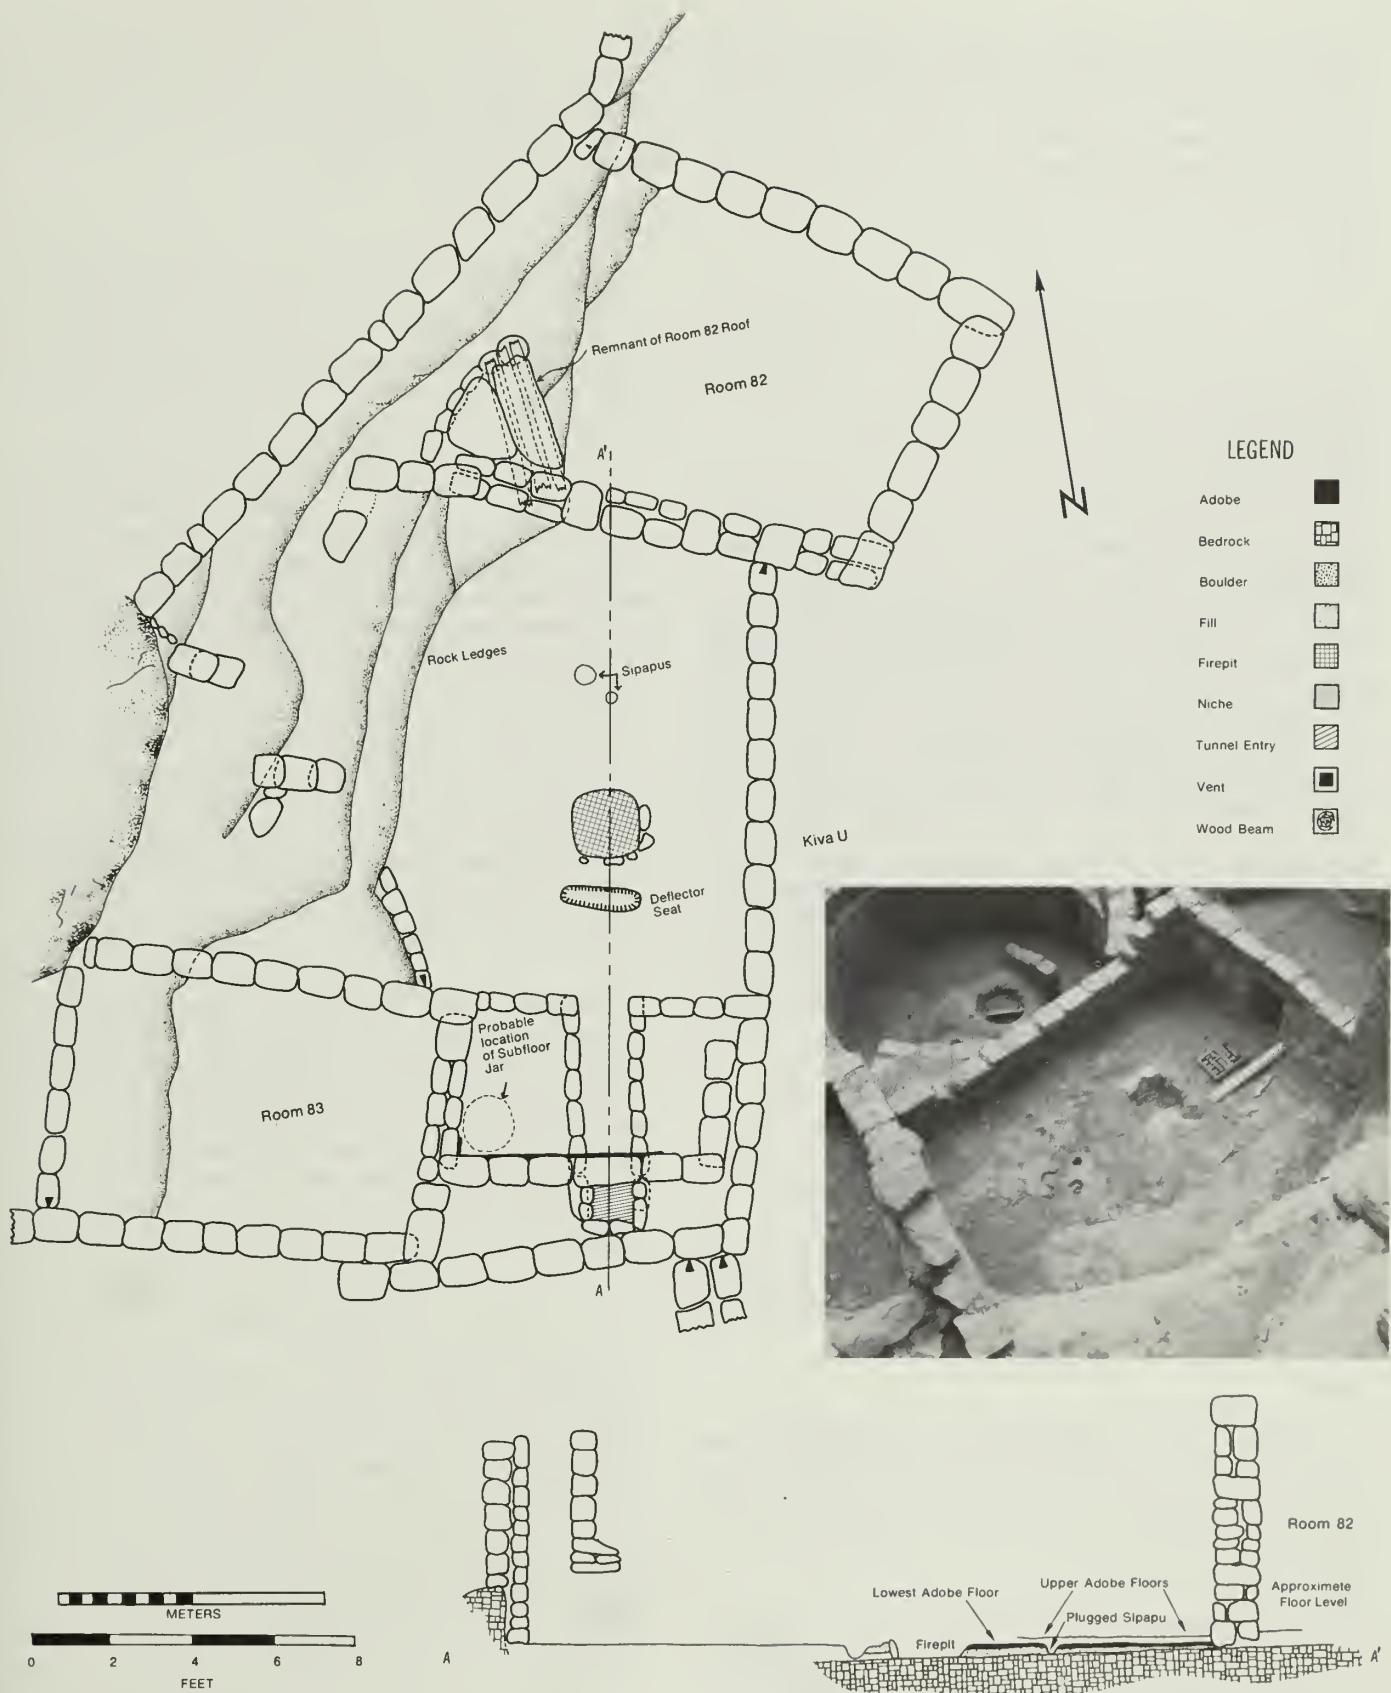 Remnant of Room 82 Roof
Room 82
A'
N
LEGEND
Adobe
Bedrock
Boulder
Fill
Firepit
Niche
Tunnel Entry
Vent
Wood Beam
Rock Ledges
Sipapus
Kiva U
Deflector
Seat
Probable
location
of Subfloor
Jar
Room 83
A
Room 82
Lowest Adobe Floor
Upper Adobe Floors
Approximete
Floor Level
Plugged Sipapu
Firepit
A
A'
METERS
0 2 4 6 8
FEET